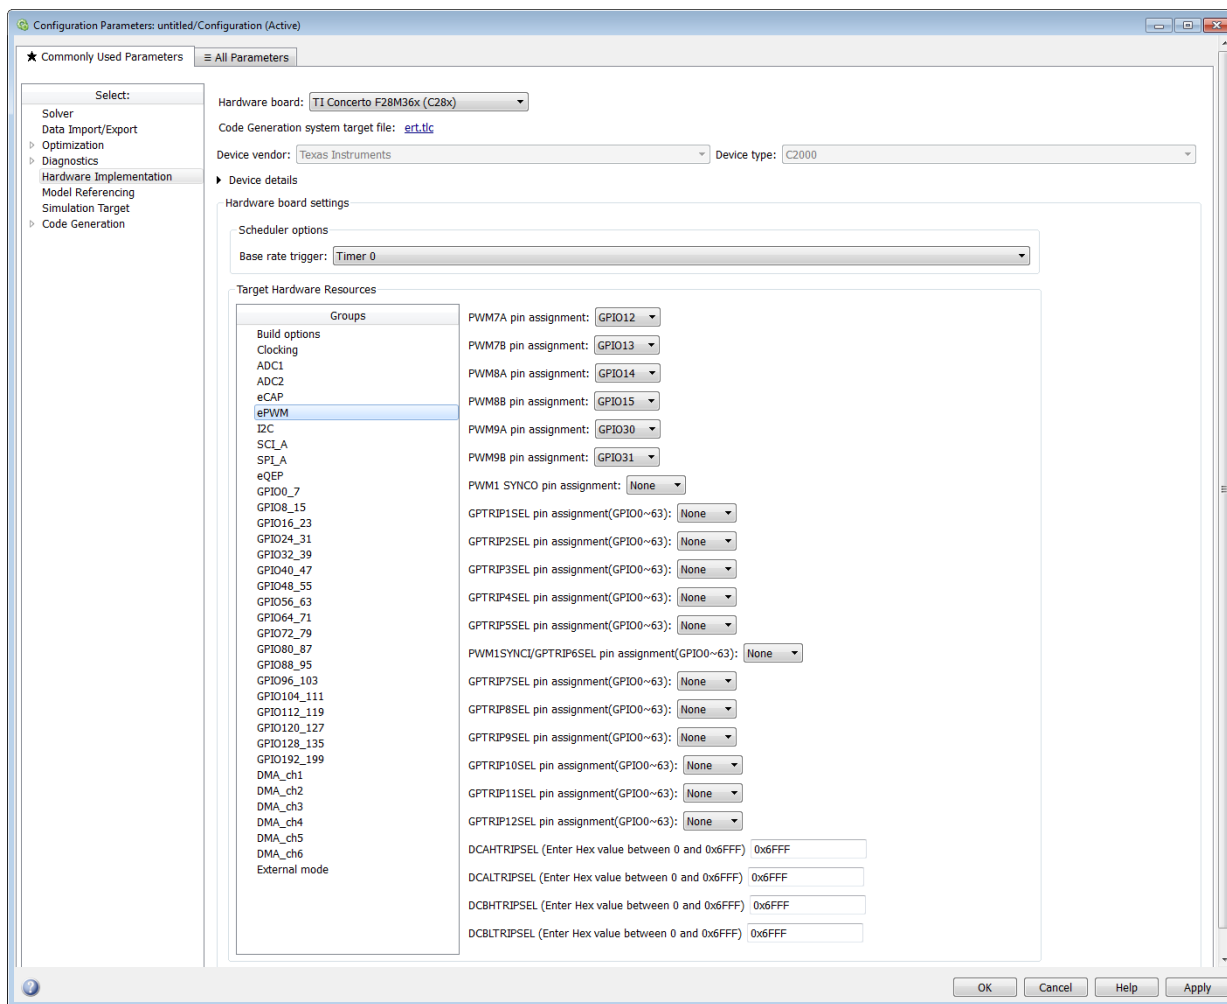 Configuration Parameters: untitled/Configuration (Active)
★ Commonly Used Parameters
≡ All Parameters
Select:
Solver
Data Import/Export
Optimization
Diagnostics
Hardware Implementation
Model Referencing
Simulation Target
Code Generation
Hardware board: TI Concerto F28M36x (C28x)
Code Generation system target file: ert.tlc
Device vendor: Texas Instruments Device type: C2000
Device details
Hardware board settings
Scheduler options
Base rate trigger: Timer 0
Target Hardware Resources
Groups
Build options
Clocking
ADC1
ADC2
eCAP
ePWM
I2C
SCI_A
SPI_A
eQEP
GPIO0_7
GPIO8_15
GPIO16_23
GPIO24_31
GPIO32_39
GPIO40_47
GPIO48_55
GPIO56_63
GPIO64_71
GPIO72_79
GPIO80_87
GPIO88_95
GPIO96_103
GPIO104_111
GPIO112_119
GPIO120_127
GPIO128_135
GPIO192_199
DMA_ch1
DMA_ch2
DMA_ch3
DMA_ch4
DMA_ch5
DMA_ch6
External mode
PWM7A pin assignment: GPIO12
PWM7B pin assignment: GPIO13
PWM8A pin assignment: GPIO14
PWM8B pin assignment: GPIO15
PWM9A pin assignment: GPIO30
PWM9B pin assignment: GPIO31
PWM1 SYNCO pin assignment: None
GPTRIP1SEL pin assignment(GPIO0~63): None
GPTRIP2SEL pin assignment(GPIO0~63): None
GPTRIP3SEL pin assignment(GPIO0~63): None
GPTRIP4SEL pin assignment(GPIO0~63): None
GPTRIP5SEL pin assignment(GPIO0~63): None
PWM1SYNCI/GPTRIP6SEL pin assignment(GPIO0~63): None
GPTRIP7SEL pin assignment(GPIO0~63): None
GPTRIP8SEL pin assignment(GPIO0~63): None
GPTRIP9SEL pin assignment(GPIO0~63): None
GPTRIP10SEL pin assignment(GPIO0~63): None
GPTRIP11SEL pin assignment(GPIO0~63): None
GPTRIP12SEL pin assignment(GPIO0~63): None
DCAHTRIPSEL (Enter Hex value between 0 and 0x6FFF) 0x6FFF
DCALTRIPSEL (Enter Hex value between 0 and 0x6FFF) 0x6FFF
DCBHTRIPSEL (Enter Hex value between 0 and 0x6FFF) 0x6FFF
DCBLTRIPSEL (Enter Hex value between 0 and 0x6FFF) 0x6FFF
OK Cancel Help Apply